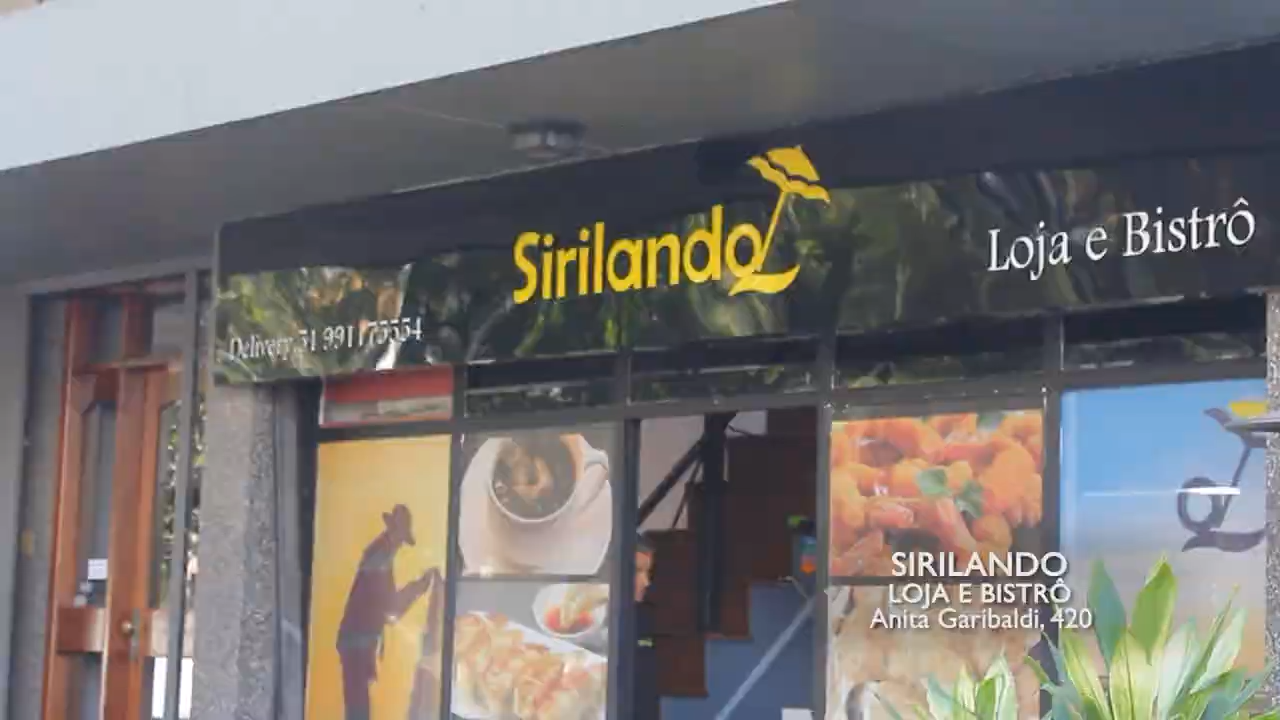 Sirilando
Loja e Bistrô
Delivery 51 991175554
SIRILANDO
LOJA E BISTRÔ
Anita Garibaldi, 420